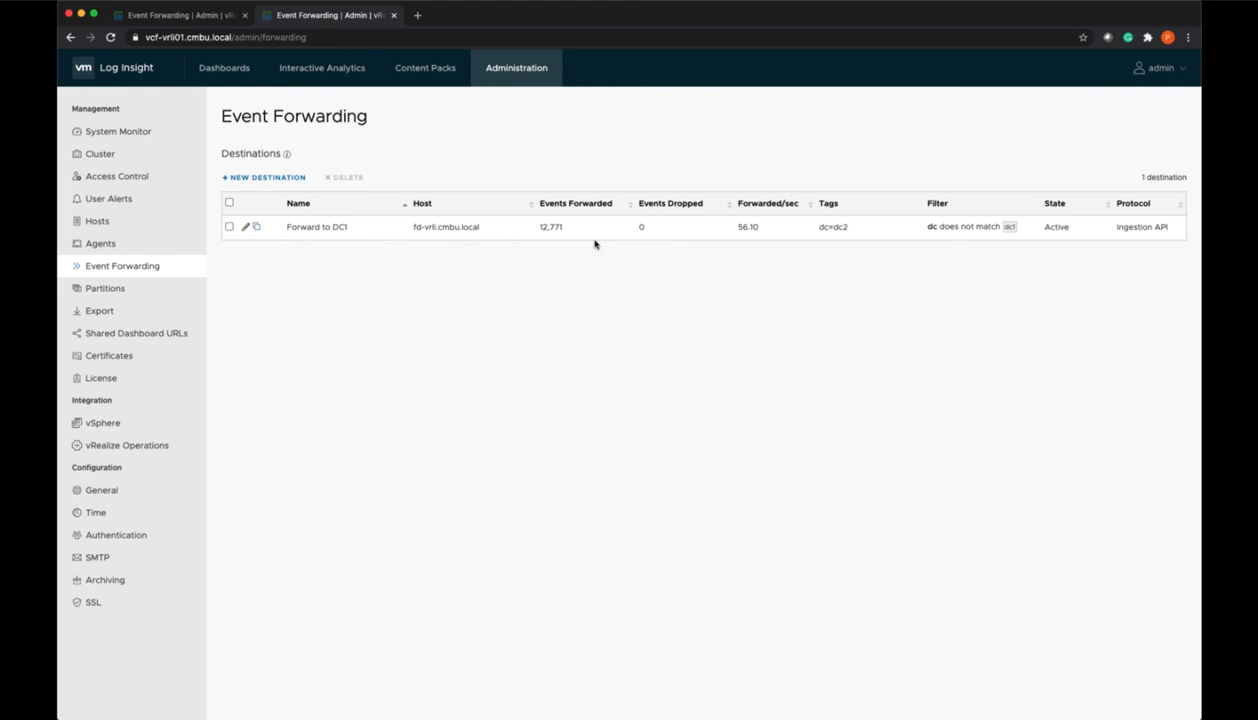 Event Forwarding | Admin | vR
Event Forwarding | Admin | vR
vcf-vrli01.cmbu.local/admin/forwarding
P
vm Log Insight
Dashboards
Interactive Analytics
Content Packs
Administration
admin
Management
System Monitor
Cluster
Access Control
User Alerts
Hosts
Agents
Event Forwarding
Partitions
Export
Shared Dashboard URLs
Certificates
License
Integration
vSphere
vRealize Operations
Configuration
General
Time
Authentication
SMTP
Archiving
SSL
Event Forwarding
Destinations
+ NEW DESTINATION
× DELETE
1 destination
Name Host Events Forwarded Events Dropped Forwarded/sec Tags Filter State Protocol
Forward to DC1 fd-vrli.cmbu.local 12,771 0 56.10 dc=dc2 dc does not match dc1 Active Ingestion API